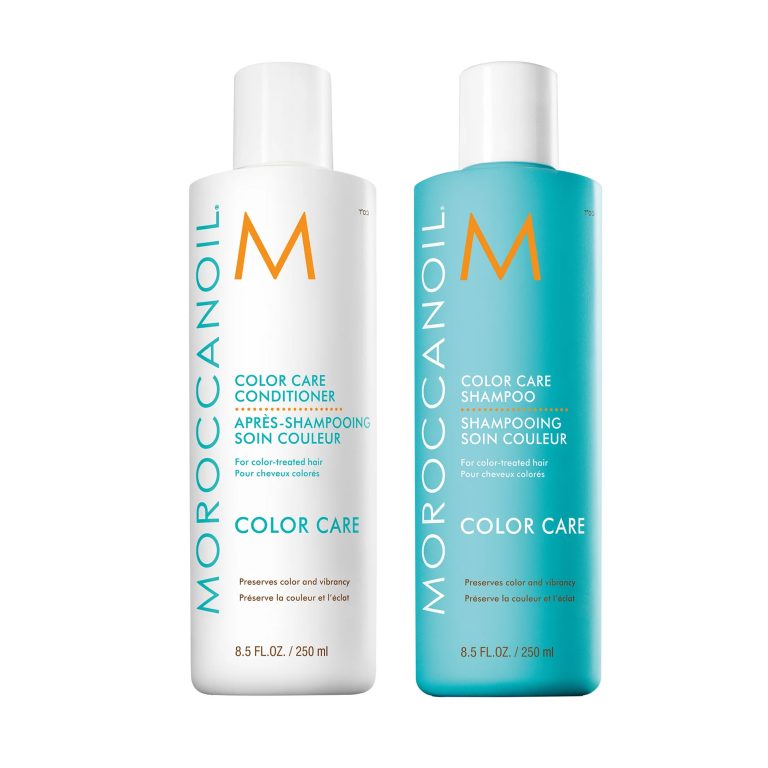 MOROCCANOIL®
M
COLOR CARE
CONDITIONER
APRÈS-SHAMPOOING
SOIN COULEUR
For color-treated hair
Pour cheveux colorés
COLOR CARE
Preserves color and vibrancy
Préserve la couleur et l'éclat
8.5 FL.OZ. / 250 ml
MOROCCANOIL®
M
COLOR CARE
SHAMPOO
SHAMPOOING
SOIN COULEUR
For color-treated hair
Pour cheveux colorés
COLOR CARE
Preserves color and vibrancy
Préserve la couleur et l'éclat
8.5 FL.OZ. / 250 ml